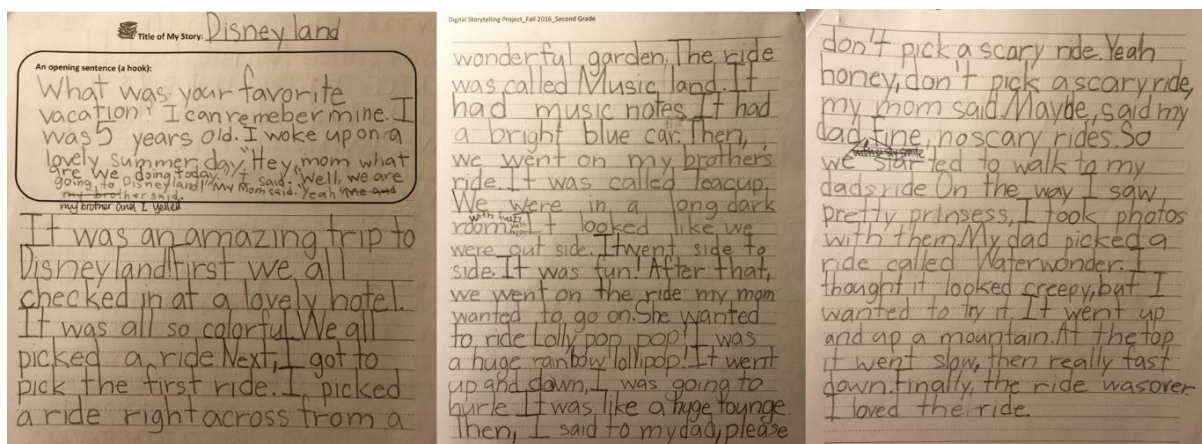 Title of My Story: Disneyland
An opening sentence (a hook):
What was your favorite
vacation? I can remeber mine. I
was 5 years old. I woke up on a
lovely summer day. "Hey, mom what
are we doing today." I said. "Well, we are
going to Disneyland!" My Mom said. "Yeah" me and
my brother said.
my brother and I yelled
It was an amazing trip to
Disneyland! First we all
checked in at a lovely hotel.
It was all so colorful. We all
picked a ride. Next, I got to
pick the first ride. I picked
a ride right across from a
Digital Storytelling Project_Fall 2016_Second Grade
wonderful garden. The ride
was called Music land. It
had music notes. It had
a bright blue car. Then,
we went on my brothers
ride. It was called Teacup.
We were in a long dark
with
room. It looked like we
were out side. It went side to
side. It was fun! After that,
we went on the ride my mom
wanted to go on. She wanted
to ride Lolly pop pop! It was
a huge rainbow lollipop! It went
up and down, I was going to
hurle. It was like a huge tounge.
Then, I said to my dad, please
don't pick a scary ride. Yeah
honey, don't pick a scary ride,
my mom said. Maybe, said my
dad, fine, no scary rides. So
with a sly smile
we started to walk to my
dads ride. On the way I saw
pretty prinsess, I took photos
with them. My dad picked a
ride called Waterwonder. I
thought it looked creepy, but I
wanted to try it. It went up
and up a mountain. At the top
it went slow, then really fast
down. Finally, the ride was over.
I loved the ride.